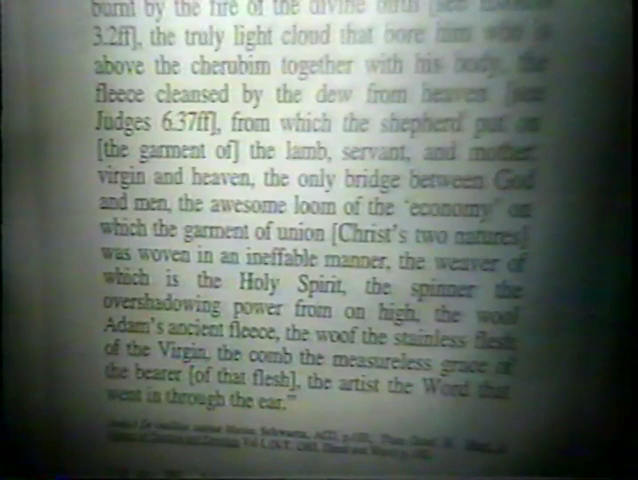 burnt by the fire of the divine birth [see
3.2ff], the truly light cloud that bore him who is
above the cherubim together with his body, the
fleece cleansed by the dew from heaven [see
Judges 6.37ff], from which the shepherd put on
[the garment of] the lamb, servant, and mother,
virgin and heaven, the only bridge between God
and men, the awesome loom of the 'economy' on
which the garment of union [Christ's two natures]
was woven in an ineffable manner, the weaver of
which is the Holy Spirit, the spinner the
overshadowing power from on high, the wool
Adam's ancient fleece, the woof the stainless flesh
of the Virgin, the comb the measureless grace of
the bearer [of that flesh], the artist the Word that
went in through the ear."